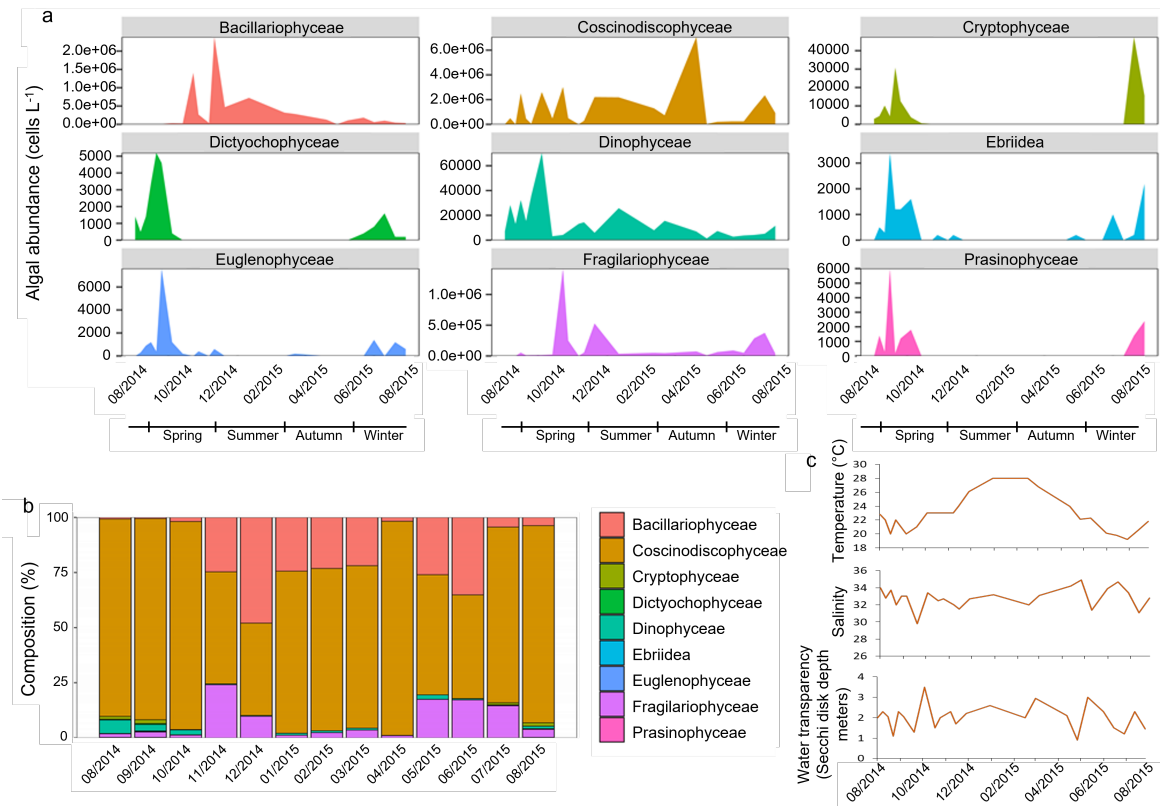 a
Algal abundance (cells L⁻¹)
Bacillariophyceae
2.0e+06
1.5e+06
1.0e+06
5.0e+05
0.0e+00
Coscinodiscophyceae
6.0e+06
4.0e+06
2.0e+06
0.0e+00
Cryptophyceae
40000
30000
20000
10000
0
Dictyochophyceae
5000
4000
3000
2000
1000
0
Dinophyceae
60000
40000
20000
0
Ebriidea
3000
2000
1000
0
Euglenophyceae
6000
4000
2000
0
Fragilariophyceae
1.0e+06
5.0e+05
0.0e+00
Prasinophyceae
6000
5000
4000
3000
2000
1000
0
08/2014 10/2014 12/2014 02/2015 04/2015 06/2015 08/2015
08/2014 10/2014 12/2014 02/2015 04/2015 06/2015 08/2015
08/2014 10/2014 12/2014 02/2015 04/2015 06/2015 08/2015
Spring Summer Autumn Winter
Spring Summer Autumn Winter
Spring Summer Autumn Winter
b
Composition (%)
100
75
50
25
0
08/2014 09/2014 10/2014 11/2014 12/2014 01/2015 02/2015 03/2015 04/2015 05/2015 06/2015 07/2015 08/2015
Bacillariophyceae
Coscinodiscophyceae
Cryptophyceae
Dictyochophyceae
Dinophyceae
Ebriidea
Euglenophyceae
Fragilariophyceae
Prasinophyceae
c
Temperature (°C)
30
28
26
24
22
20
18
Salinity
36
34
32
30
28
26
Water transparency
(Secchi disk depth
meters)
4
3
2
1
0
08/2014 10/2014 12/2014 02/2015 04/2015 06/2015 08/2015